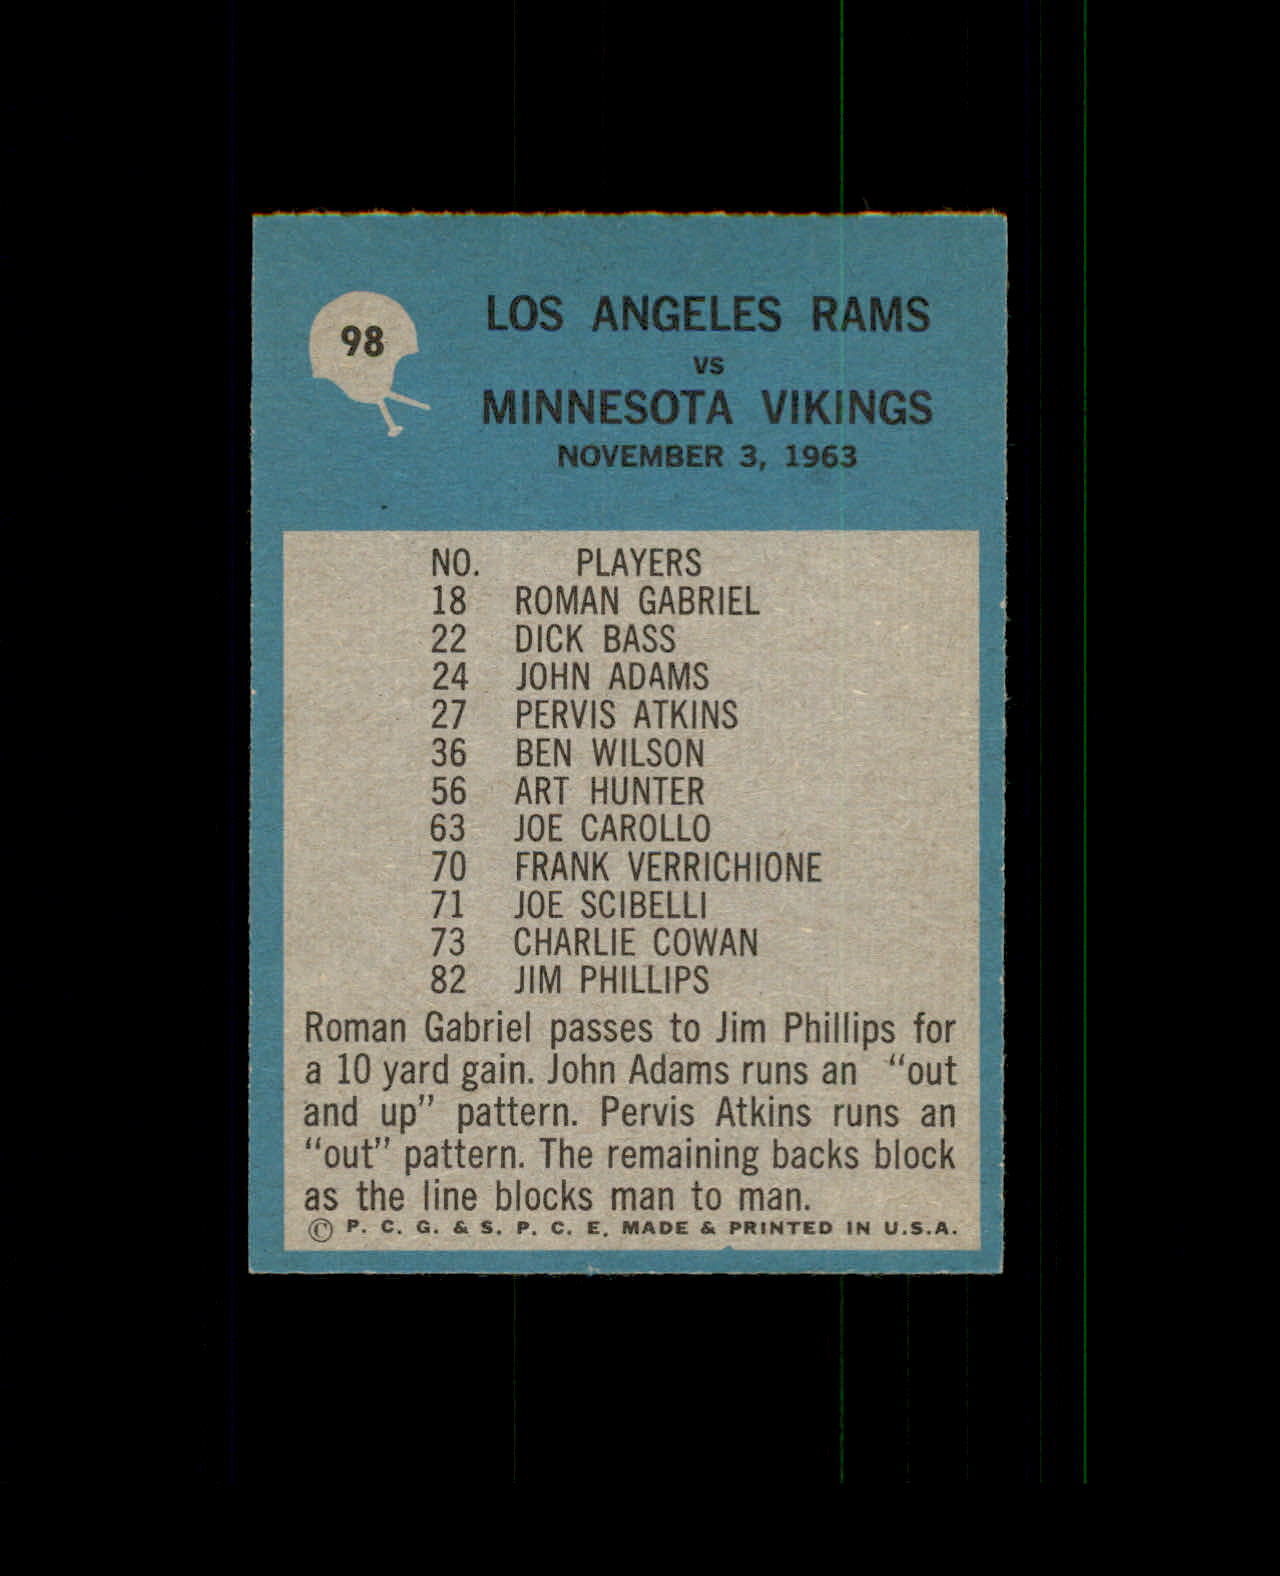 98
LOS ANGELES RAMS
VS
MINNESOTA VIKINGS
NOVEMBER 3, 1963
NO. PLAYERS
18 ROMAN GABRIEL
22 DICK BASS
24 JOHN ADAMS
27 PERVIS ATKINS
36 BEN WILSON
56 ART HUNTER
63 JOE CAROLLO
70 FRANK VERRICHIONE
71 JOE SCIBELLI
73 CHARLIE COWAN
82 JIM PHILLIPS
Roman Gabriel passes to Jim Phillips for
a 10 yard gain. John Adams runs an “out
and up” pattern. Pervis Atkins runs an
“out” pattern. The remaining backs block
as the line blocks man to man.
© P. C. G. & S. P. C. E. MADE & PRINTED IN U.S.A.